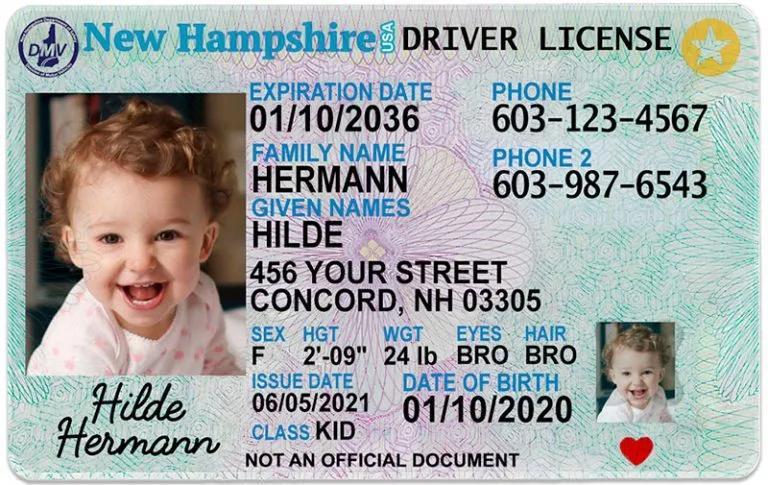 DMV
New Hampshire USA DRIVER LICENSE
EXPIRATION DATE
01/10/2036
PHONE
603-123-4567
FAMILY NAME
HERMANN
PHONE 2
603-987-6543
GIVEN NAMES
HILDE
456 YOUR STREET
CONCORD, NH 03305
SEX HGT WGT EYES HAIR
F 2'-09" 24 lb BRO BRO
ISSUE DATE
06/05/2021
DATE OF BIRTH
01/10/2020
CLASS KID
NOT AN OFFICIAL DOCUMENT
Hilde
Hermann